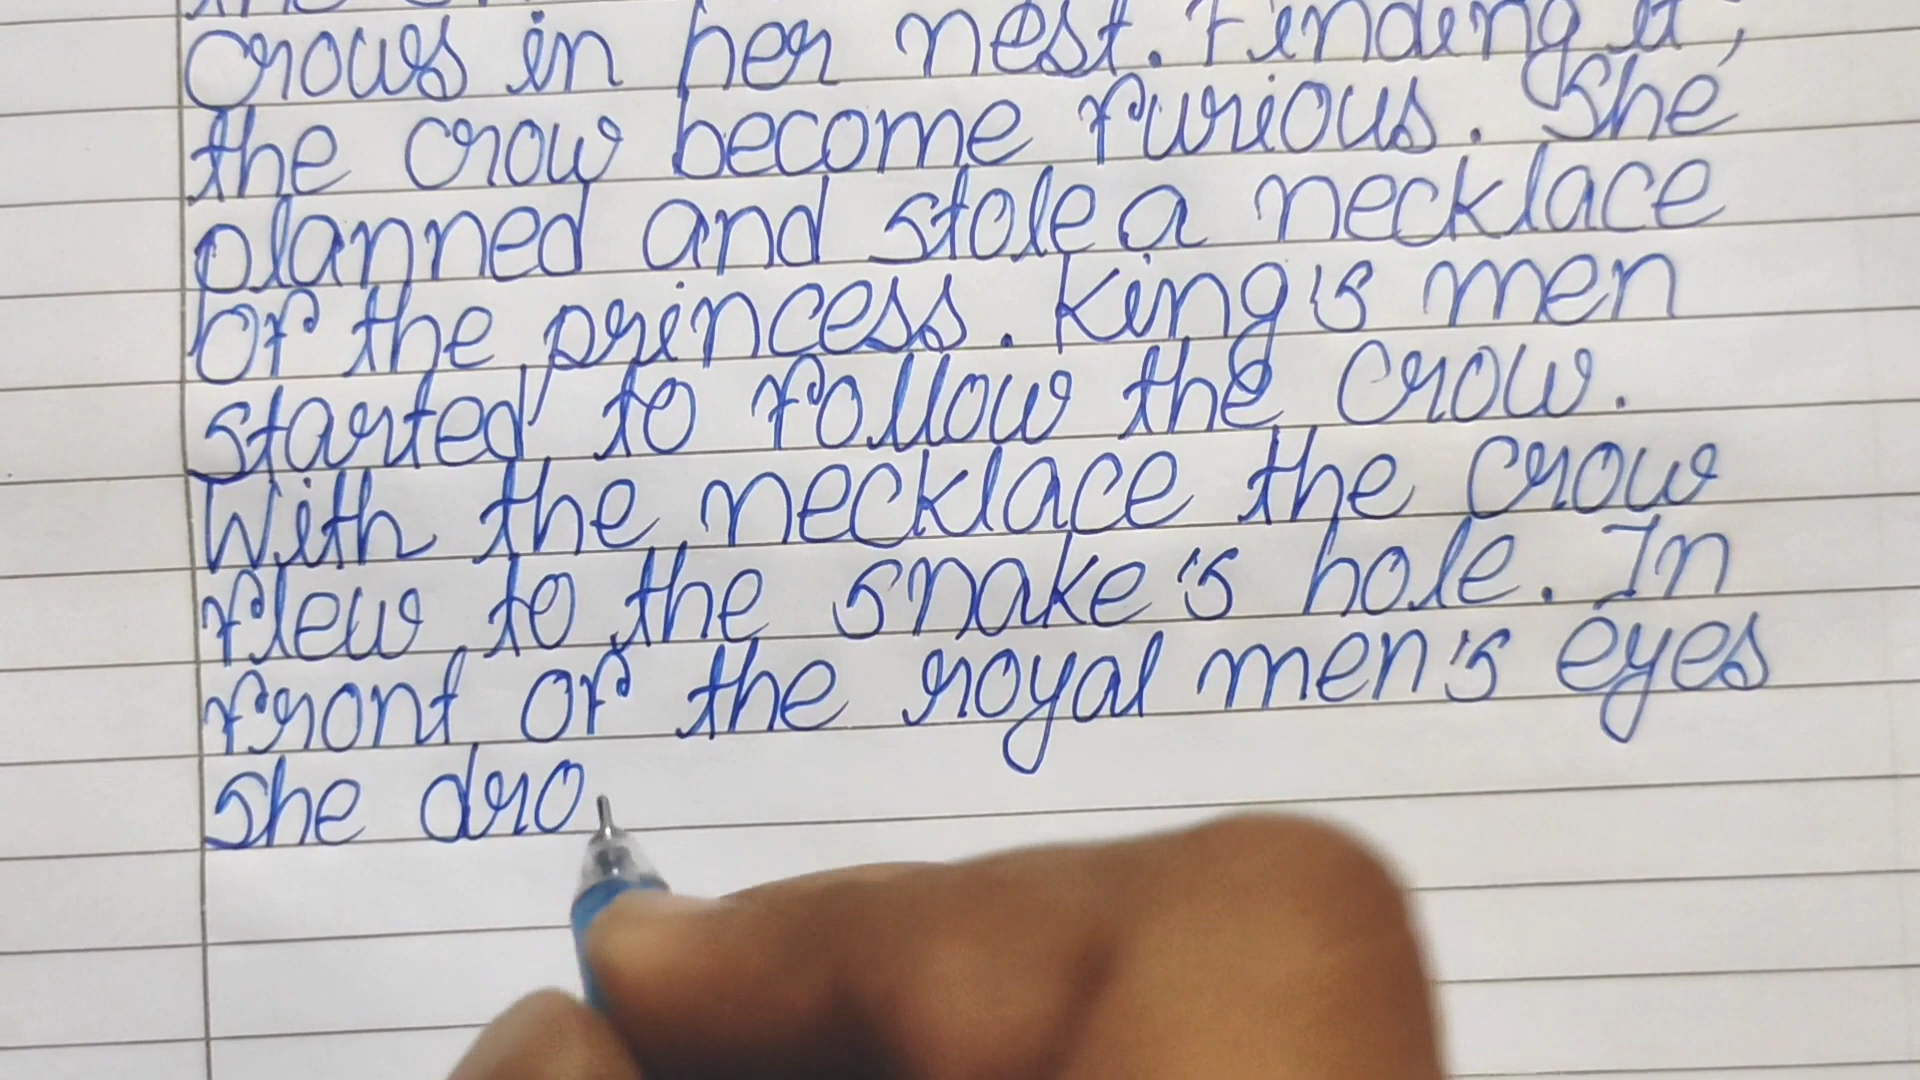 crows in her nest. Finding it,
the crow become furious. She
planned and stole a necklace
of the princess. King's men
started to follow the crow.
With the necklace the crow
flew to the snake's hole. In
front of the royal men's eyes
she dro